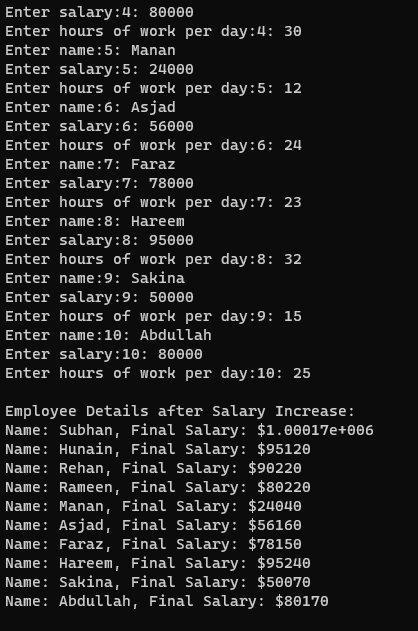 Enter salary:4: 80000
Enter hours of work per day:4: 30
Enter name:5: Manan
Enter salary:5: 24000
Enter hours of work per day:5: 12
Enter name:6: Asjad
Enter salary:6: 56000
Enter hours of work per day:6: 24
Enter name:7: Faraz
Enter salary:7: 78000
Enter hours of work per day:7: 23
Enter name:8: Hareem
Enter salary:8: 95000
Enter hours of work per day:8: 32
Enter name:9: Sakina
Enter salary:9: 50000
Enter hours of work per day:9: 15
Enter name:10: Abdullah
Enter salary:10: 80000
Enter hours of work per day:10: 25

Employee Details after Salary Increase:
Name: Subhan, Final Salary: $1.00017e+006
Name: Hunain, Final Salary: $95120
Name: Rehan, Final Salary: $90220
Name: Rameen, Final Salary: $80220
Name: Manan, Final Salary: $24040
Name: Asjad, Final Salary: $56160
Name: Faraz, Final Salary: $78150
Name: Hareem, Final Salary: $95240
Name: Sakina, Final Salary: $50070
Name: Abdullah, Final Salary: $80170